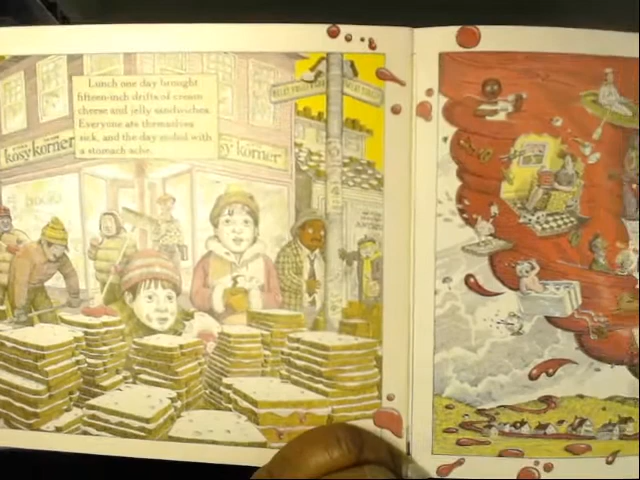 Lunch one day brought
fifteen-inch drifts of cream
cheese and jelly sandwiches.
Everyone ate themselves
sick, and the day ended with
a stomach ache.
kosy korner
sy korner